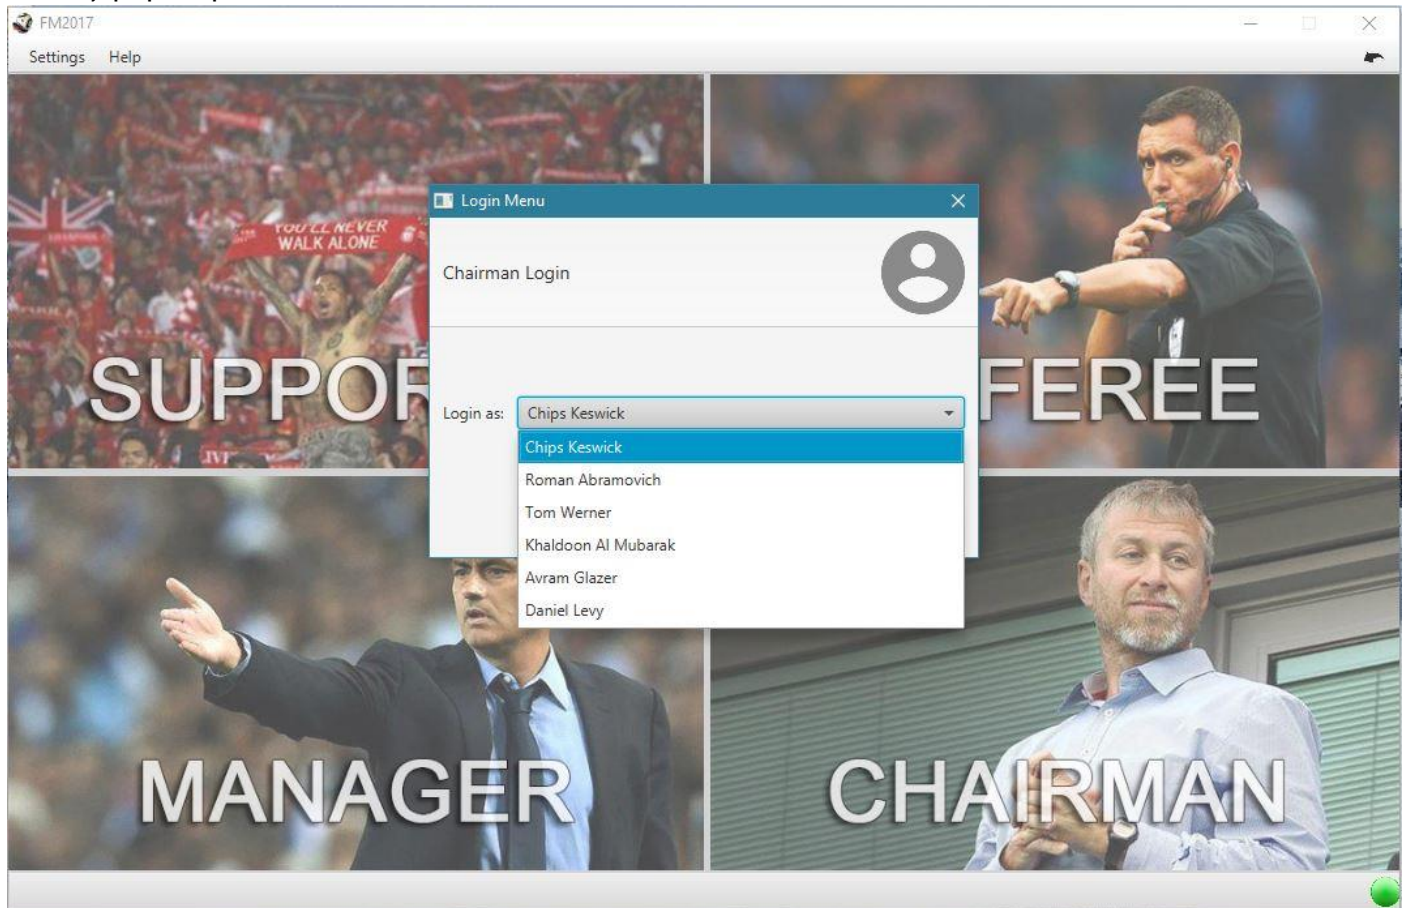 FM2017
Settings Help
YOU'LL NEVER
WALK ALONE
Login Menu
Chairman Login
SUPPOR
FEREE
Login as: Chips Keswick
Chips Keswick
Roman Abramovich
Tom Werner
Khaldoon Al Mubarak
Avram Glazer
Daniel Levy
MANAGER
CHAIRMAN